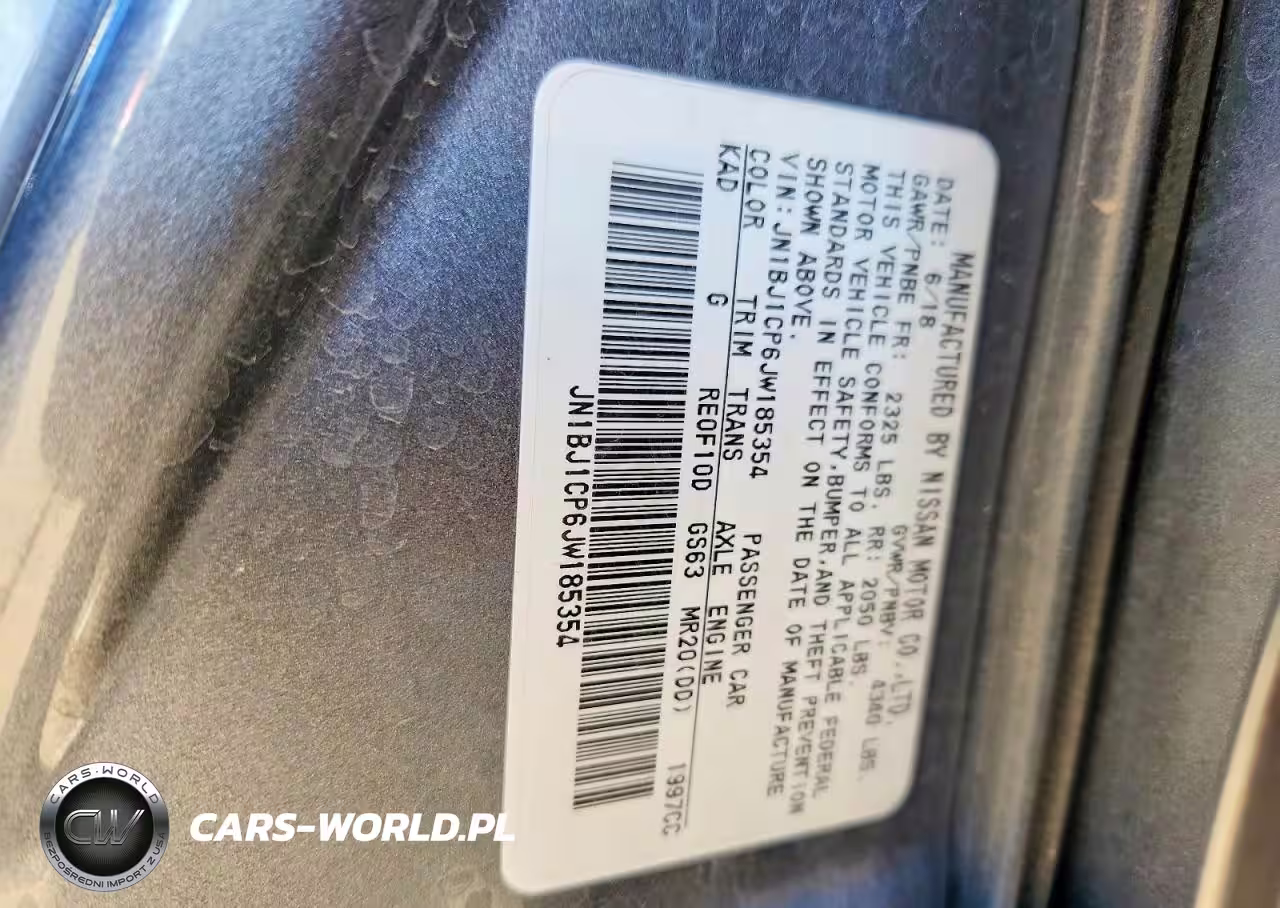 MANUFACTURED BY NISSAN MOTOR CO.,LTD.
DATE: 6/18 GVWR/PNBV: 4340 LBS.
GAWR/PNBE FR: 2325 LBS. RR: 2050 LBS.
THIS VEHICLE CONFORMS TO ALL APPLICABLE FEDERAL
MOTOR VEHICLE SAFETY,BUMPER,AND THEFT PREVENTION
STANDARDS IN EFFECT ON THE DATE OF MANUFACTURE
SHOWN ABOVE.
VIN:JN1BJ1CP6JW185354 PASSENGER CAR
COLOR TRIM TRANS AXLE ENGINE
KAD G RE0F10D GS63 MR20(DD) 1997CC
JN1BJ1CP6JW185354
CARS-WORLD
CW
BEZPOŚREDNI IMPORT Z USA
CARS-WORLD.PL